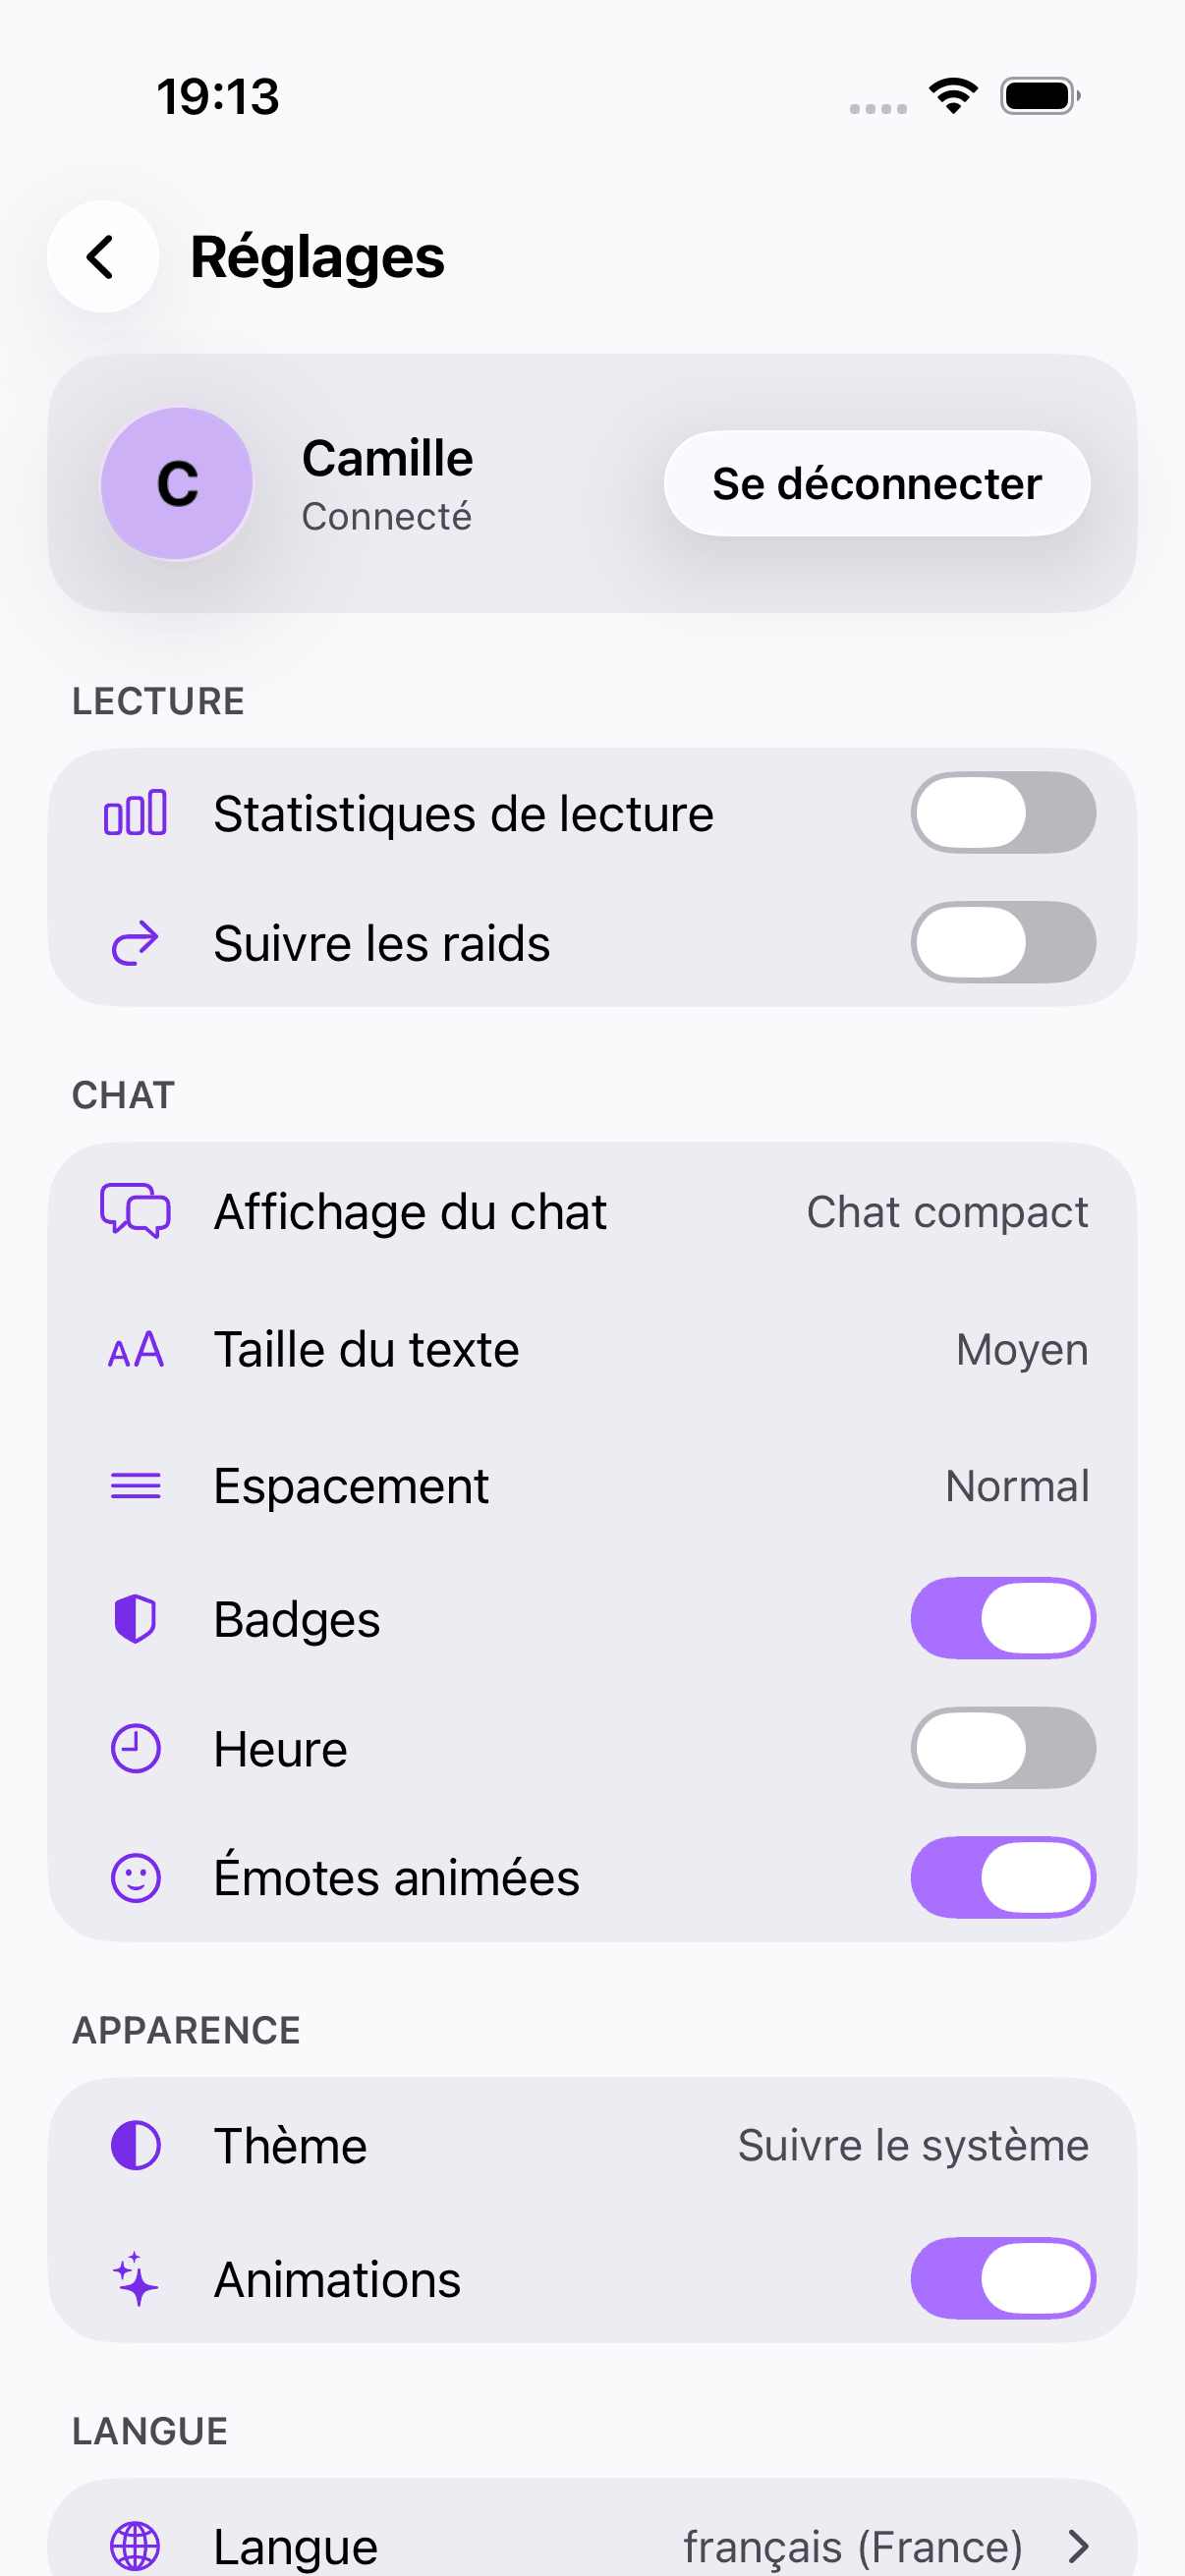 19:13
Réglages
C
Camille
Connecté
Se déconnecter
LECTURE
Statistiques de lecture
Suivre les raids
CHAT
Affichage du chat
Chat compact
AA
Taille du texte
Moyen
Espacement
Normal
Badges
Heure
Émotes animées
APPARENCE
Thème
Suivre le système
Animations
LANGUE
Langue
français (France)